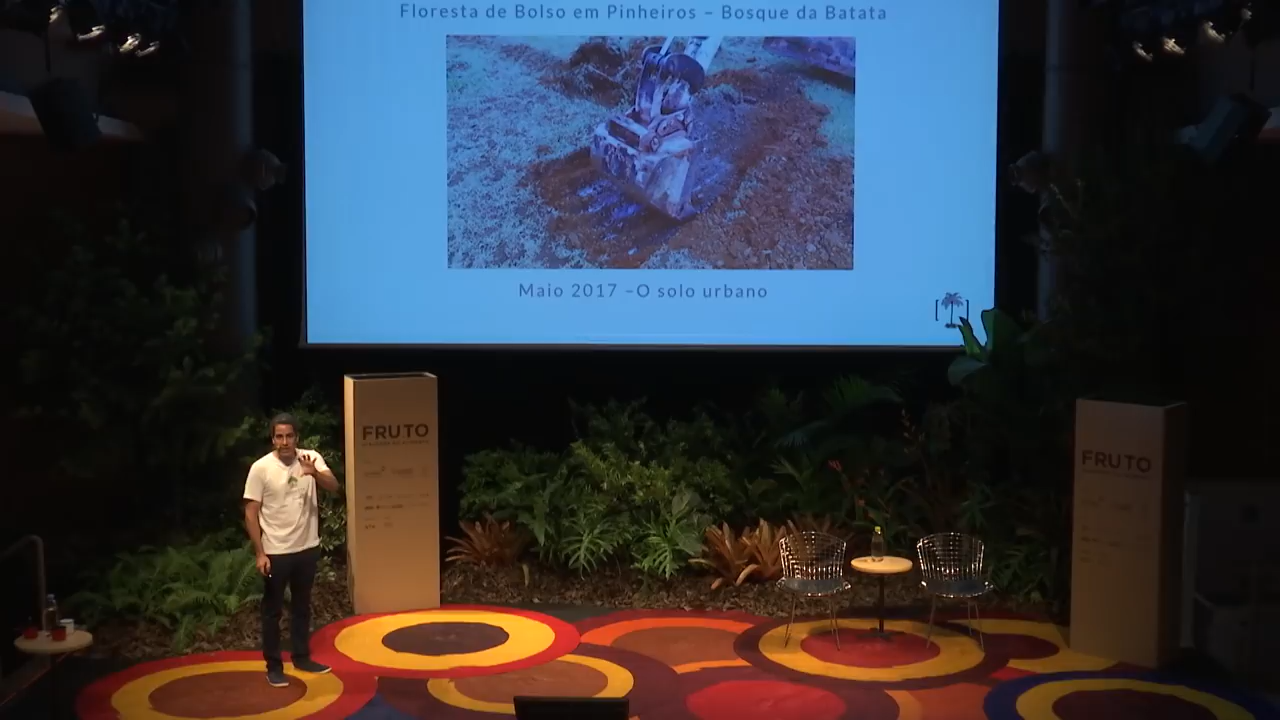 Floresta de Bolso em Pinheiros – Bosque da Batata
Maio 2017 –O solo urbano
FRUTO
FRUTO